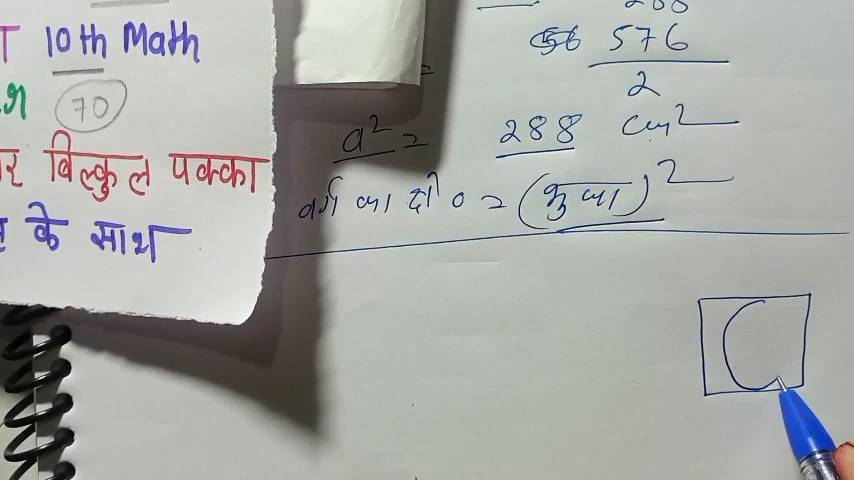 10th Math
70
बिल्कुल पक्का
के साथ
576
2
a² = 288 cm²
वर्ग का क्षे० = (भुजा)²